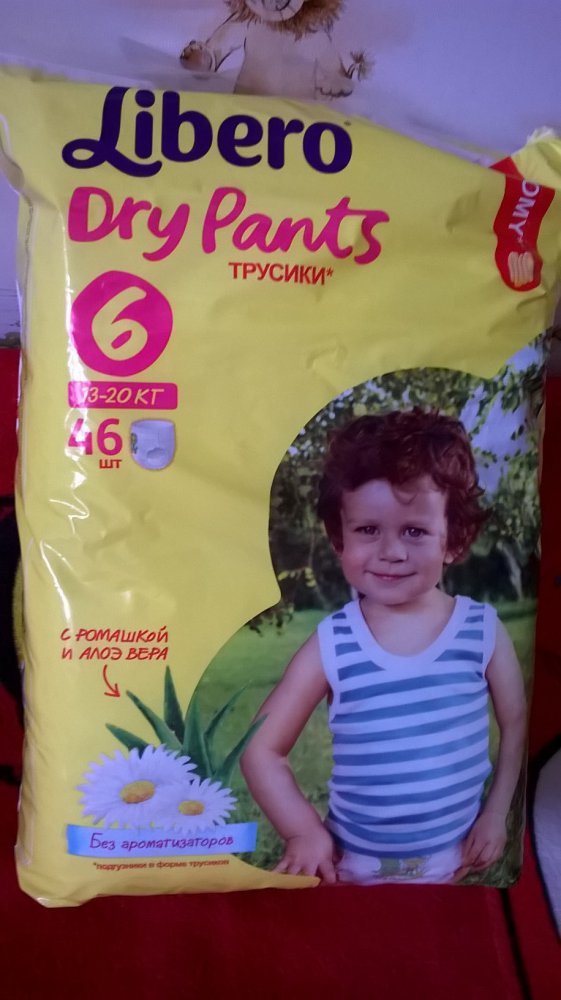 Libero
Dry Pants
ТРУСИКИ*
6
13-20 КГ
46
шт
С РОМАШКОЙ
И АЛОЭ ВЕРА
Без ароматизаторов
*подгузники в форме трусиков